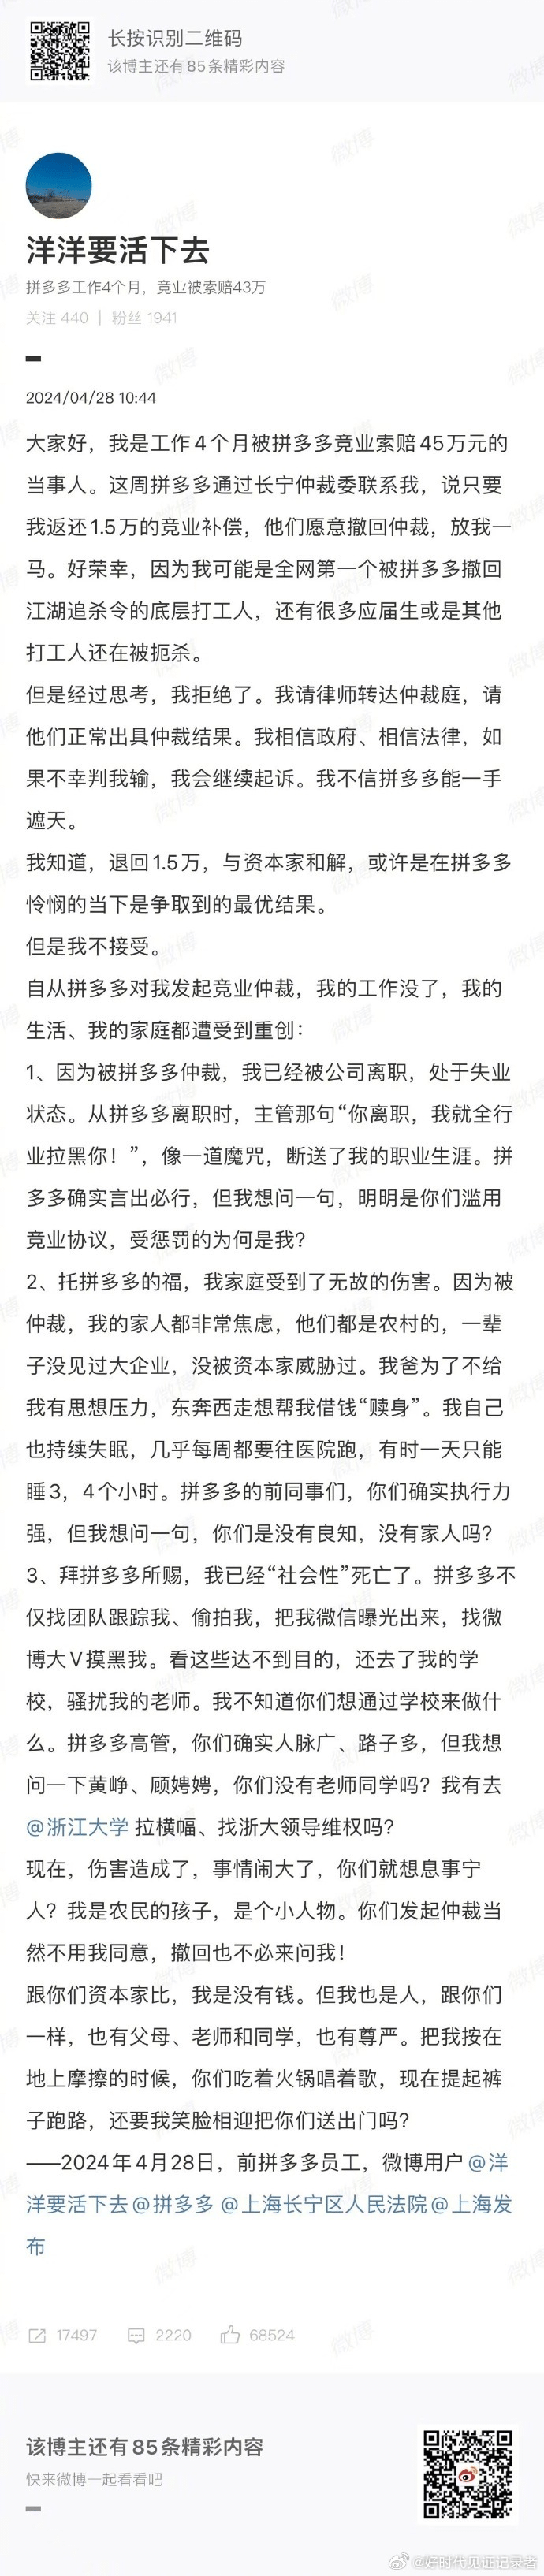 长按识别二维码
该博主还有85条精彩内容
洋洋要活下去
拼多多工作4个月，竞业被索赔43万
关注 440 | 粉丝 1941
2024/04/28 10:44
大家好，我是工作4个月被拼多多竞业索赔45万元的
当事人。这周拼多多通过长宁仲裁委联系我，说只要
我返还1.5万的竞业补偿，他们愿意撤回仲裁，放我一
马。好荣幸，因为我可能是全网第一个被拼多多撤回
江湖追杀令的底层打工人，还有很多应届生或是其他
打工人还在被扼杀。
但是经过思考，我拒绝了。我请律师转达仲裁庭，请
他们正常出具仲裁结果。我相信政府、相信法律，如
果不幸判我输，我会继续起诉。我不信拼多多能一手
遮天。
我知道，退回1.5万，与资本家和解，或许是在拼多多
怜悯的当下是争取到的最优结果。
但是我不接受。
自从拼多多对我发起竞业仲裁，我的工作没了，我的
生活、我的家庭都遭受到重创：
1、因为被拼多多仲裁，我已经被公司离职，处于失业
状态。从拼多多离职时，主管那句“你离职，我就全行
业拉黑你！”，像一道魔咒，断送了我的职业生涯。拼
多多确实言出必行，但我想问一句，明明是你们滥用
竞业协议，受惩罚的为何是我？
2、托拼多多的福，我家庭受到了无故的伤害。因为被
仲裁，我的家人都非常焦虑，他们都是农村的，一辈
子没见过大企业，没被资本家威胁过。我爸为了不给
我有思想压力，东奔西走想帮我借钱“赎身”。我自己
也持续失眠，几乎每周都要往医院跑，有时一天只能
睡3，4个小时。拼多多的前同事们，你们确实执行力
强，但我想问一句，你们是没有良知，没有家人吗？
3、拜拼多多所赐，我已经“社会性”死亡了。拼多多不
仅找团队跟踪我、偷拍我，把我微信曝光出来，找微
博大V摸黑我。看这些达不到目的，还去了我的学
校，骚扰我的老师。我不知道你们想通过学校来做什
么。拼多多高管，你们确实人脉广、路子多，但我想
问一下黄峥、顾娉娉，你们没有老师同学吗？我有去
@浙江大学 拉横幅、找浙大领导维权吗？
现在，伤害造成了，事情闹大了，你们就想息事宁
人？我是农民的孩子，是个小人物。你们发起仲裁当
然不用我同意，撤回也不必来问我！
跟你们资本家比，我是没有钱。但我也是人，跟你们
一样，也有父母、老师和同学，也有尊严。把我按在
地上摩擦的时候，你们吃着火锅唱着歌，现在提起裤
子跑路，还要我笑脸相迎把你们送出门吗？
——2024年4月28日，前拼多多员工，微博用户@洋
洋要活下去@拼多多 @上海长宁区人民法院@上海发
布
17497 2220 68524
该博主还有85条精彩内容
快来微博一起看看吧
@好时代见证记录者